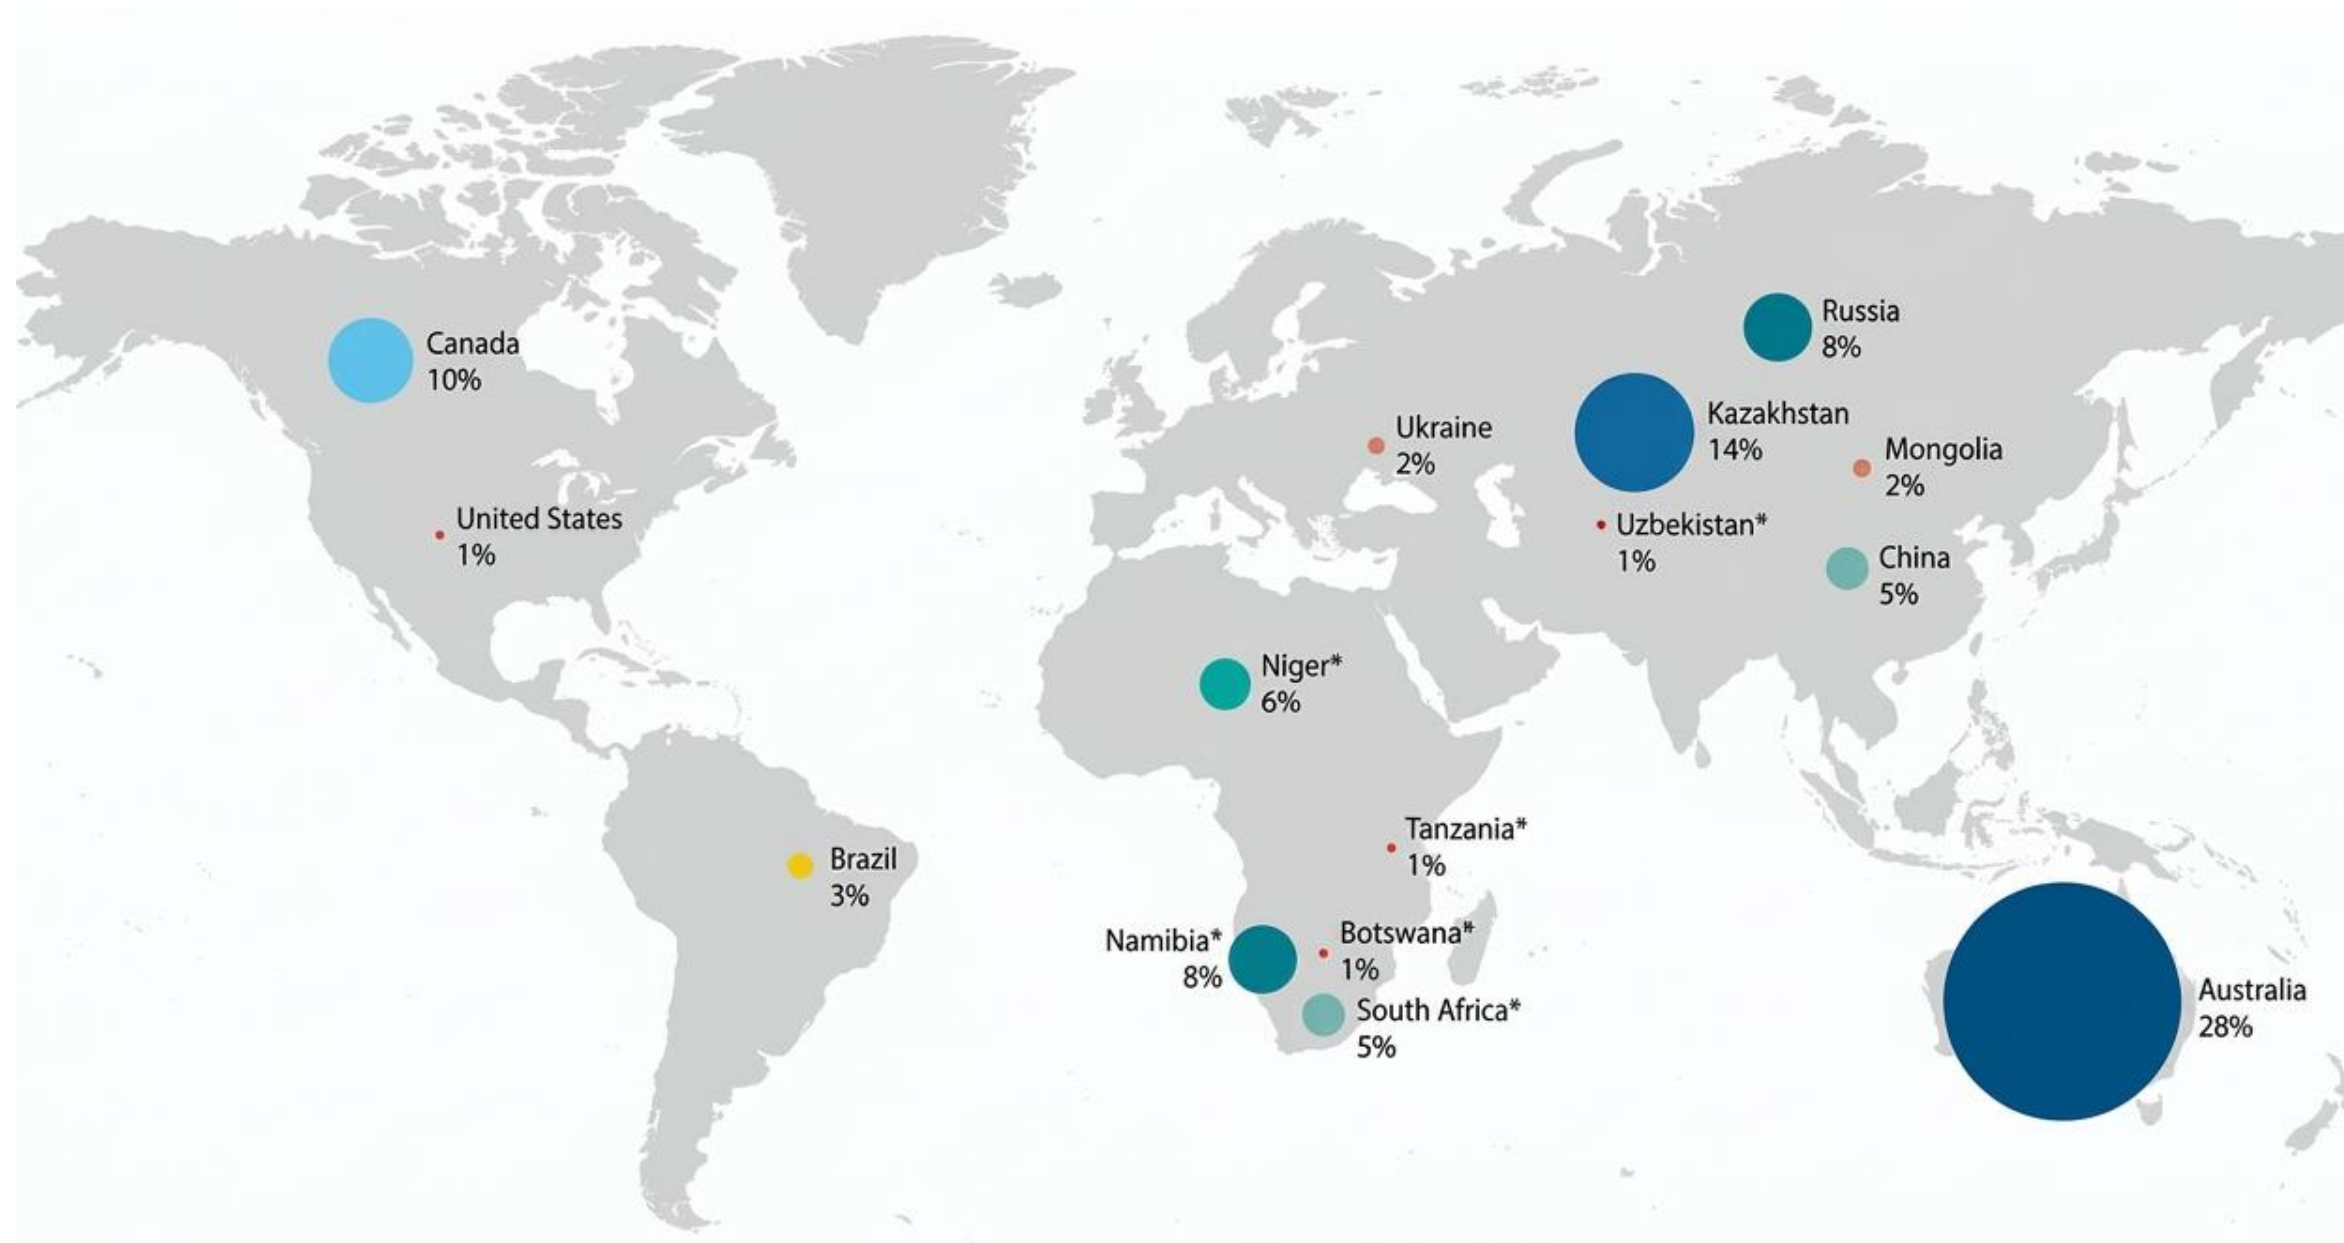 Russia
8%
Canada
10%
Kazakhstan
14%
Ukraine
2%
Mongolia
2%
United States
1%
Uzbekistan*
1%
China
5%
Niger*
6%
Tanzania*
1%
Brazil
3%
Namibia*
8%
Botswana*
1%
South Africa*
5%
Australia
28%